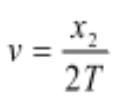 v = x₂ / 2T